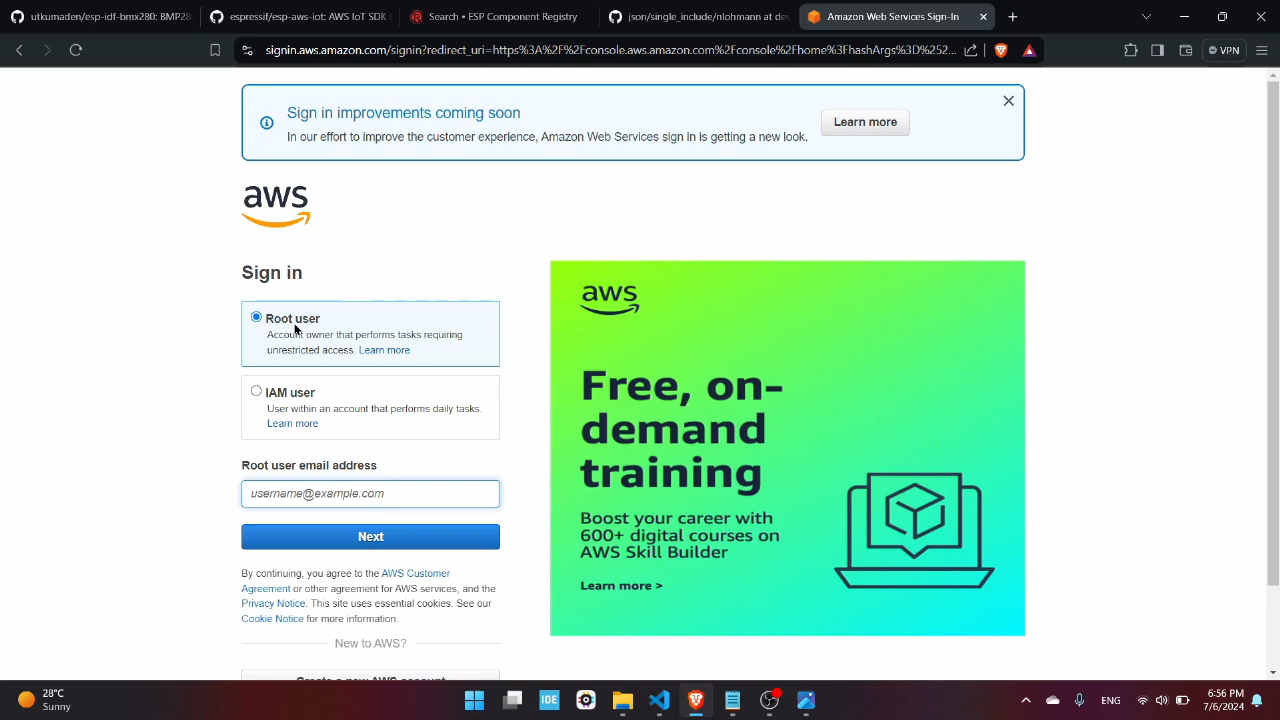 utkumaden/esp-idf-bmx280: BMP28
espressif/esp-aws-iot: AWS IoT SDK
Search • ESP Component Registry
json/single_include/nlohmann at de
Amazon Web Services Sign-In
signin.aws.amazon.com/signin?redirect_uri=https%3A%2F%2Fconsole.aws.amazon.com%2Fconsole%2Fhome%3FhashArgs%3D%252...
VPN
Sign in improvements coming soon
In our effort to improve the customer experience, Amazon Web Services sign in is getting a new look.
Learn more
aws
Sign in
Root user
Account owner that performs tasks requiring
unrestricted access. Learn more
IAM user
User within an account that performs daily tasks.
Learn more
Root user email address
username@example.com
Next
By continuing, you agree to the AWS Customer
Agreement or other agreement for AWS services, and the
Privacy Notice. This site uses essential cookies. See our
Cookie Notice for more information.
New to AWS?
Create a new AWS account
aws
Free, on-
demand
training
Boost your career with
600+ digital courses on
AWS Skill Builder
Learn more >
28°C
Sunny
IDE
ENG
6:56 PM
7/6/2024